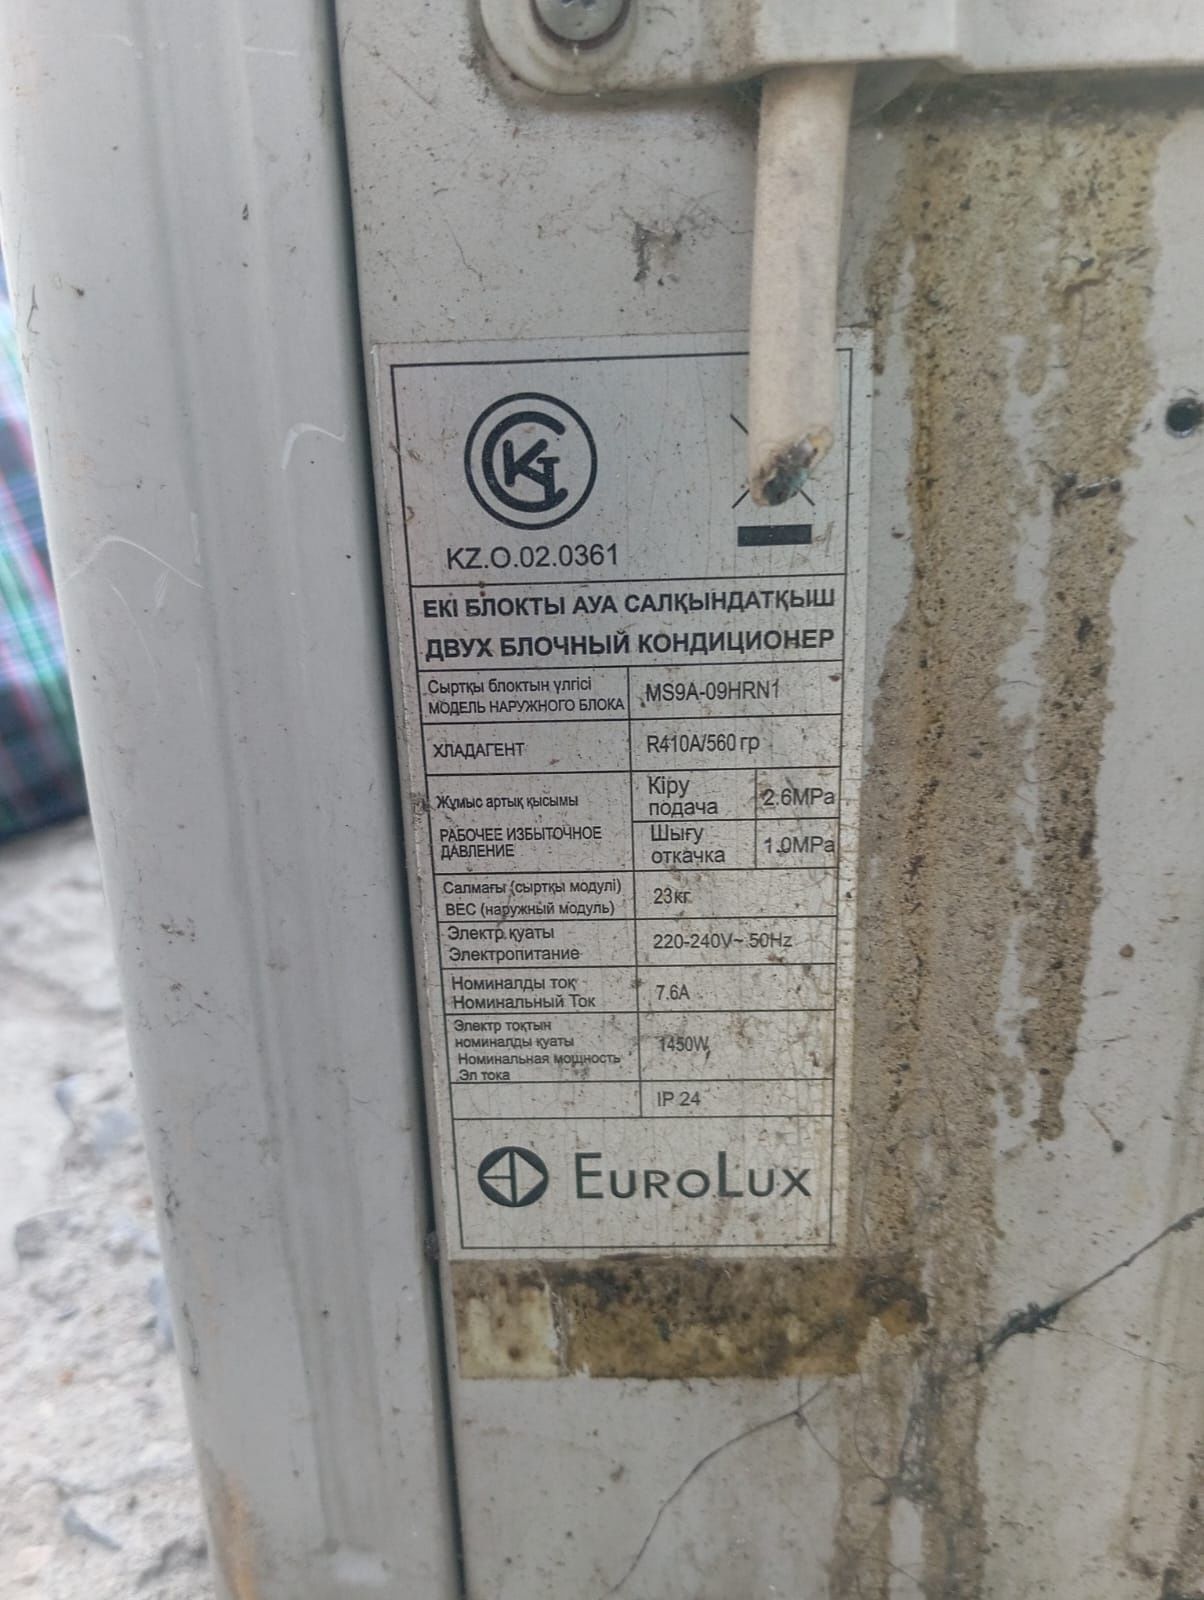 KZ.O.02.0361
ЕКІ БЛОКТЫ АУА САЛҚЫНДАТҚЫШ
ДВУХ БЛОЧНЫЙ КОНДИЦИОНЕР
Сыртқы блоктын үлгісі
МОДЕЛЬ НАРУЖНОГО БЛОКА
MS9A-09HRN1
ХЛАДАГЕНТ
R410A/560 гр
Жұмыс артық қысымы
РАБОЧЕЕ ИЗБЫТОЧНОЕ
ДАВЛЕНИЕ
Кіру
подача
2.6MPa
Шығу
откачка
1.0MPa
Салмағы (сыртқы модулі)
ВЕС (наружный модуль)
23кг
Электр қуаты
Электропитание
220-240V~ 50Hz
Номиналды тоқ
Номинальный Ток
7.6A
Электр тоқтын
номиналды қуаты
Номинальная мощность
Эл тока
1450W
IP 24
EUROLUX